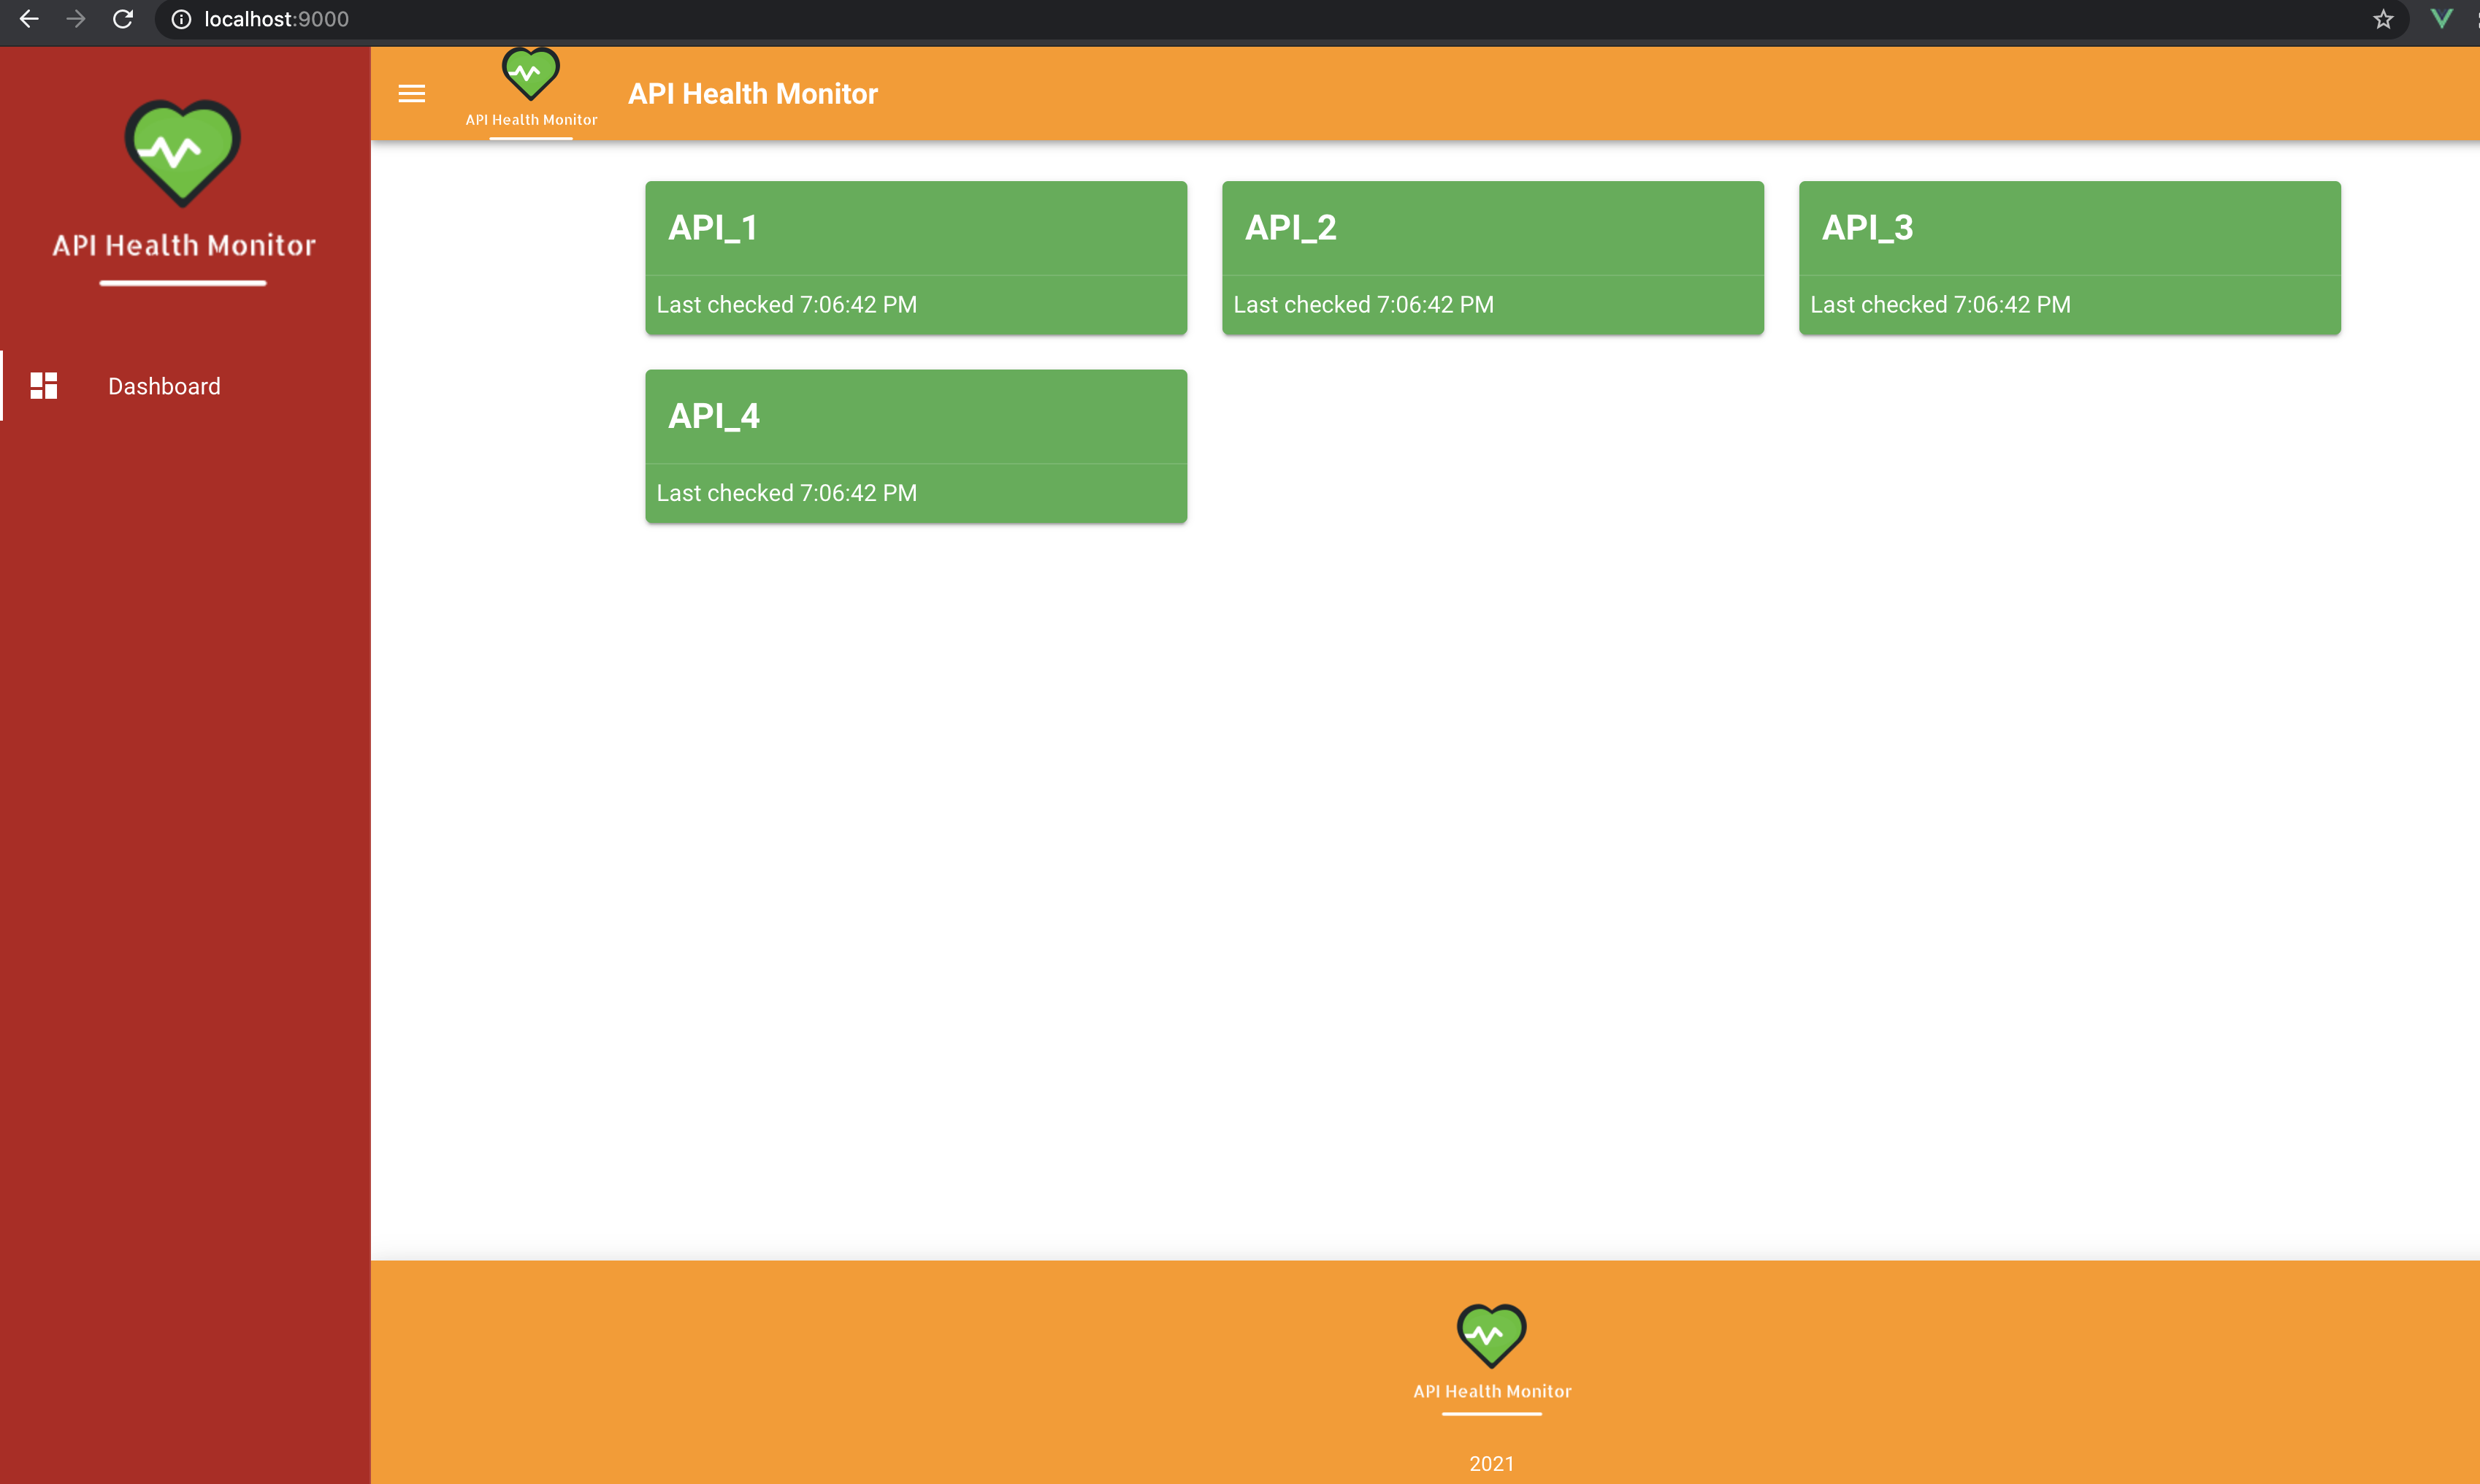 localhost:9000
API Health Monitor
Dashboard
API Health Monitor
API Health Monitor
API_1
Last checked 7:06:42 PM
API_2
Last checked 7:06:42 PM
API_3
Last checked 7:06:42 PM
API_4
Last checked 7:06:42 PM
API Health Monitor
2021